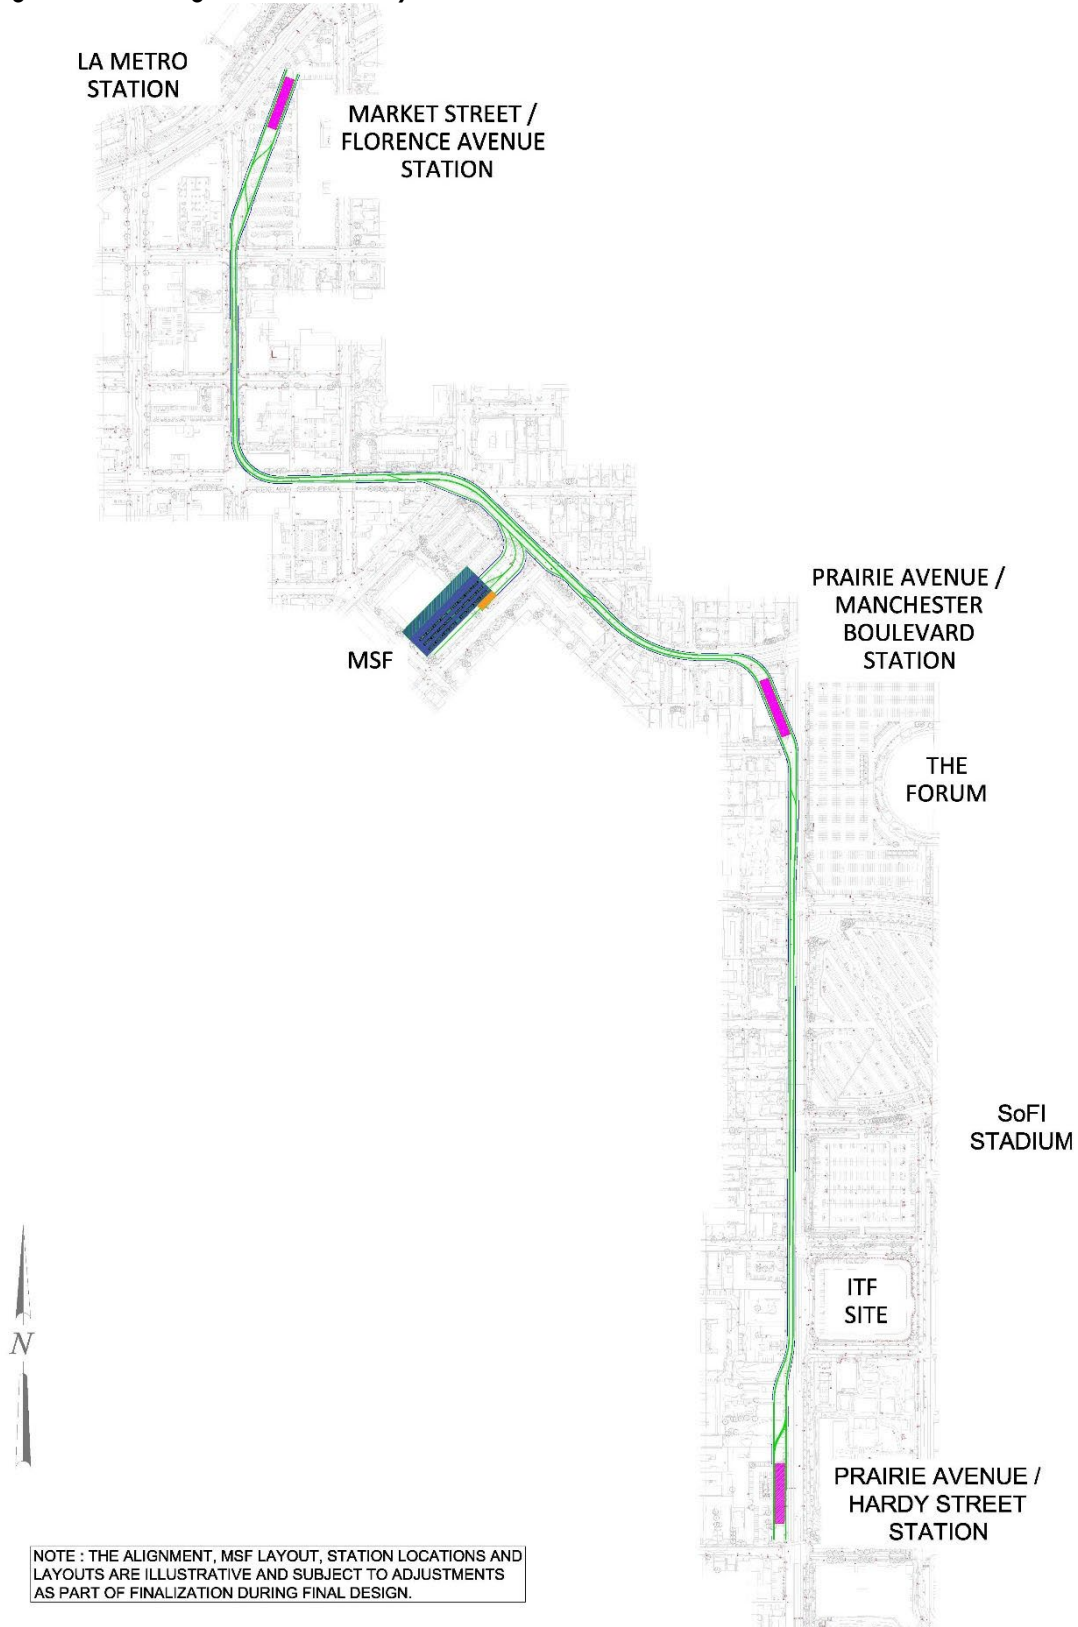 LA METRO
STATION
MARKET STREET /
FLORENCE AVENUE
STATION
PRAIRIE AVENUE /
MANCHESTER
BOULEVARD
STATION
MSF
THE
FORUM
SoFI
STADIUM
ITF
SITE
N
PRAIRIE AVENUE /
HARDY STREET
STATION
NOTE : THE ALIGNMENT, MSF LAYOUT, STATION LOCATIONS AND
LAYOUTS ARE ILLUSTRATIVE AND SUBJECT TO ADJUSTMENTS
AS PART OF FINALIZATION DURING FINAL DESIGN.